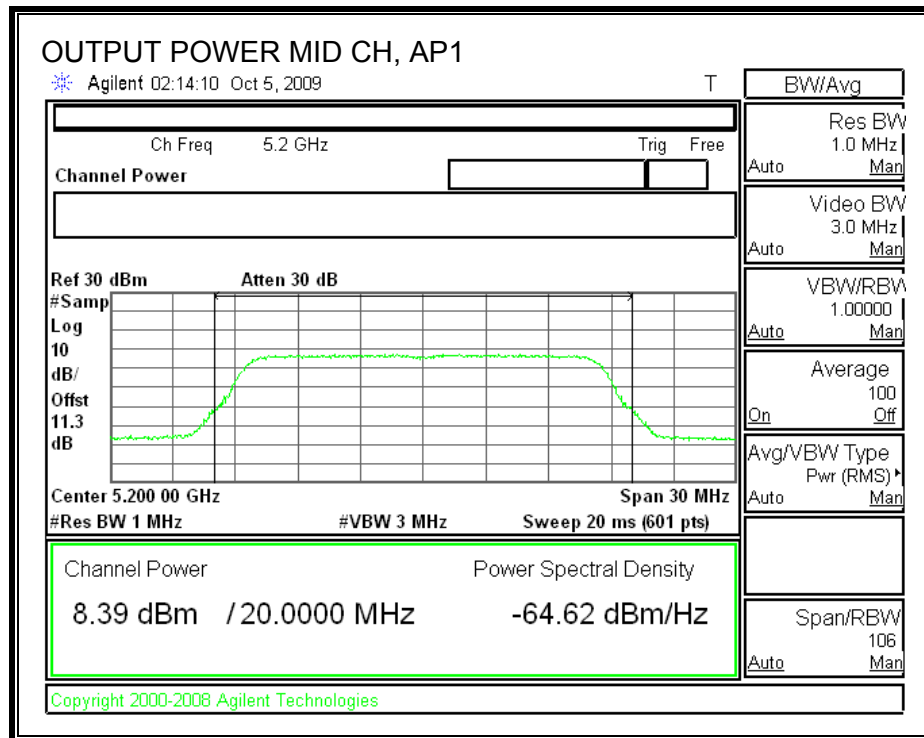 OUTPUT POWER MID CH, AP1
Agilent 02:14:10 Oct 5, 2009 T
Ch Freq 5.2 GHz Trig Free
Channel Power
Ref 30 dBm Atten 30 dB
#Samp
Log
10
dB/
Offst
11.3
dB
Center 5.200 00 GHz Span 30 MHz
#Res BW 1 MHz #VBW 3 MHz Sweep 20 ms (601 pts)
Channel Power Power Spectral Density
8.39 dBm / 20.0000 MHz -64.62 dBm/Hz
Copyright 2000-2008 Agilent Technologies
BW/Avg
Res BW
1.0 MHz
Auto Man
Video BW
3.0 MHz
Auto Man
VBW/RBW
1.00000
Auto Man
Average
100
On Off
Avg/VBW Type
Pwr (RMS)
Auto Man
Span/RBW
106
Auto Man